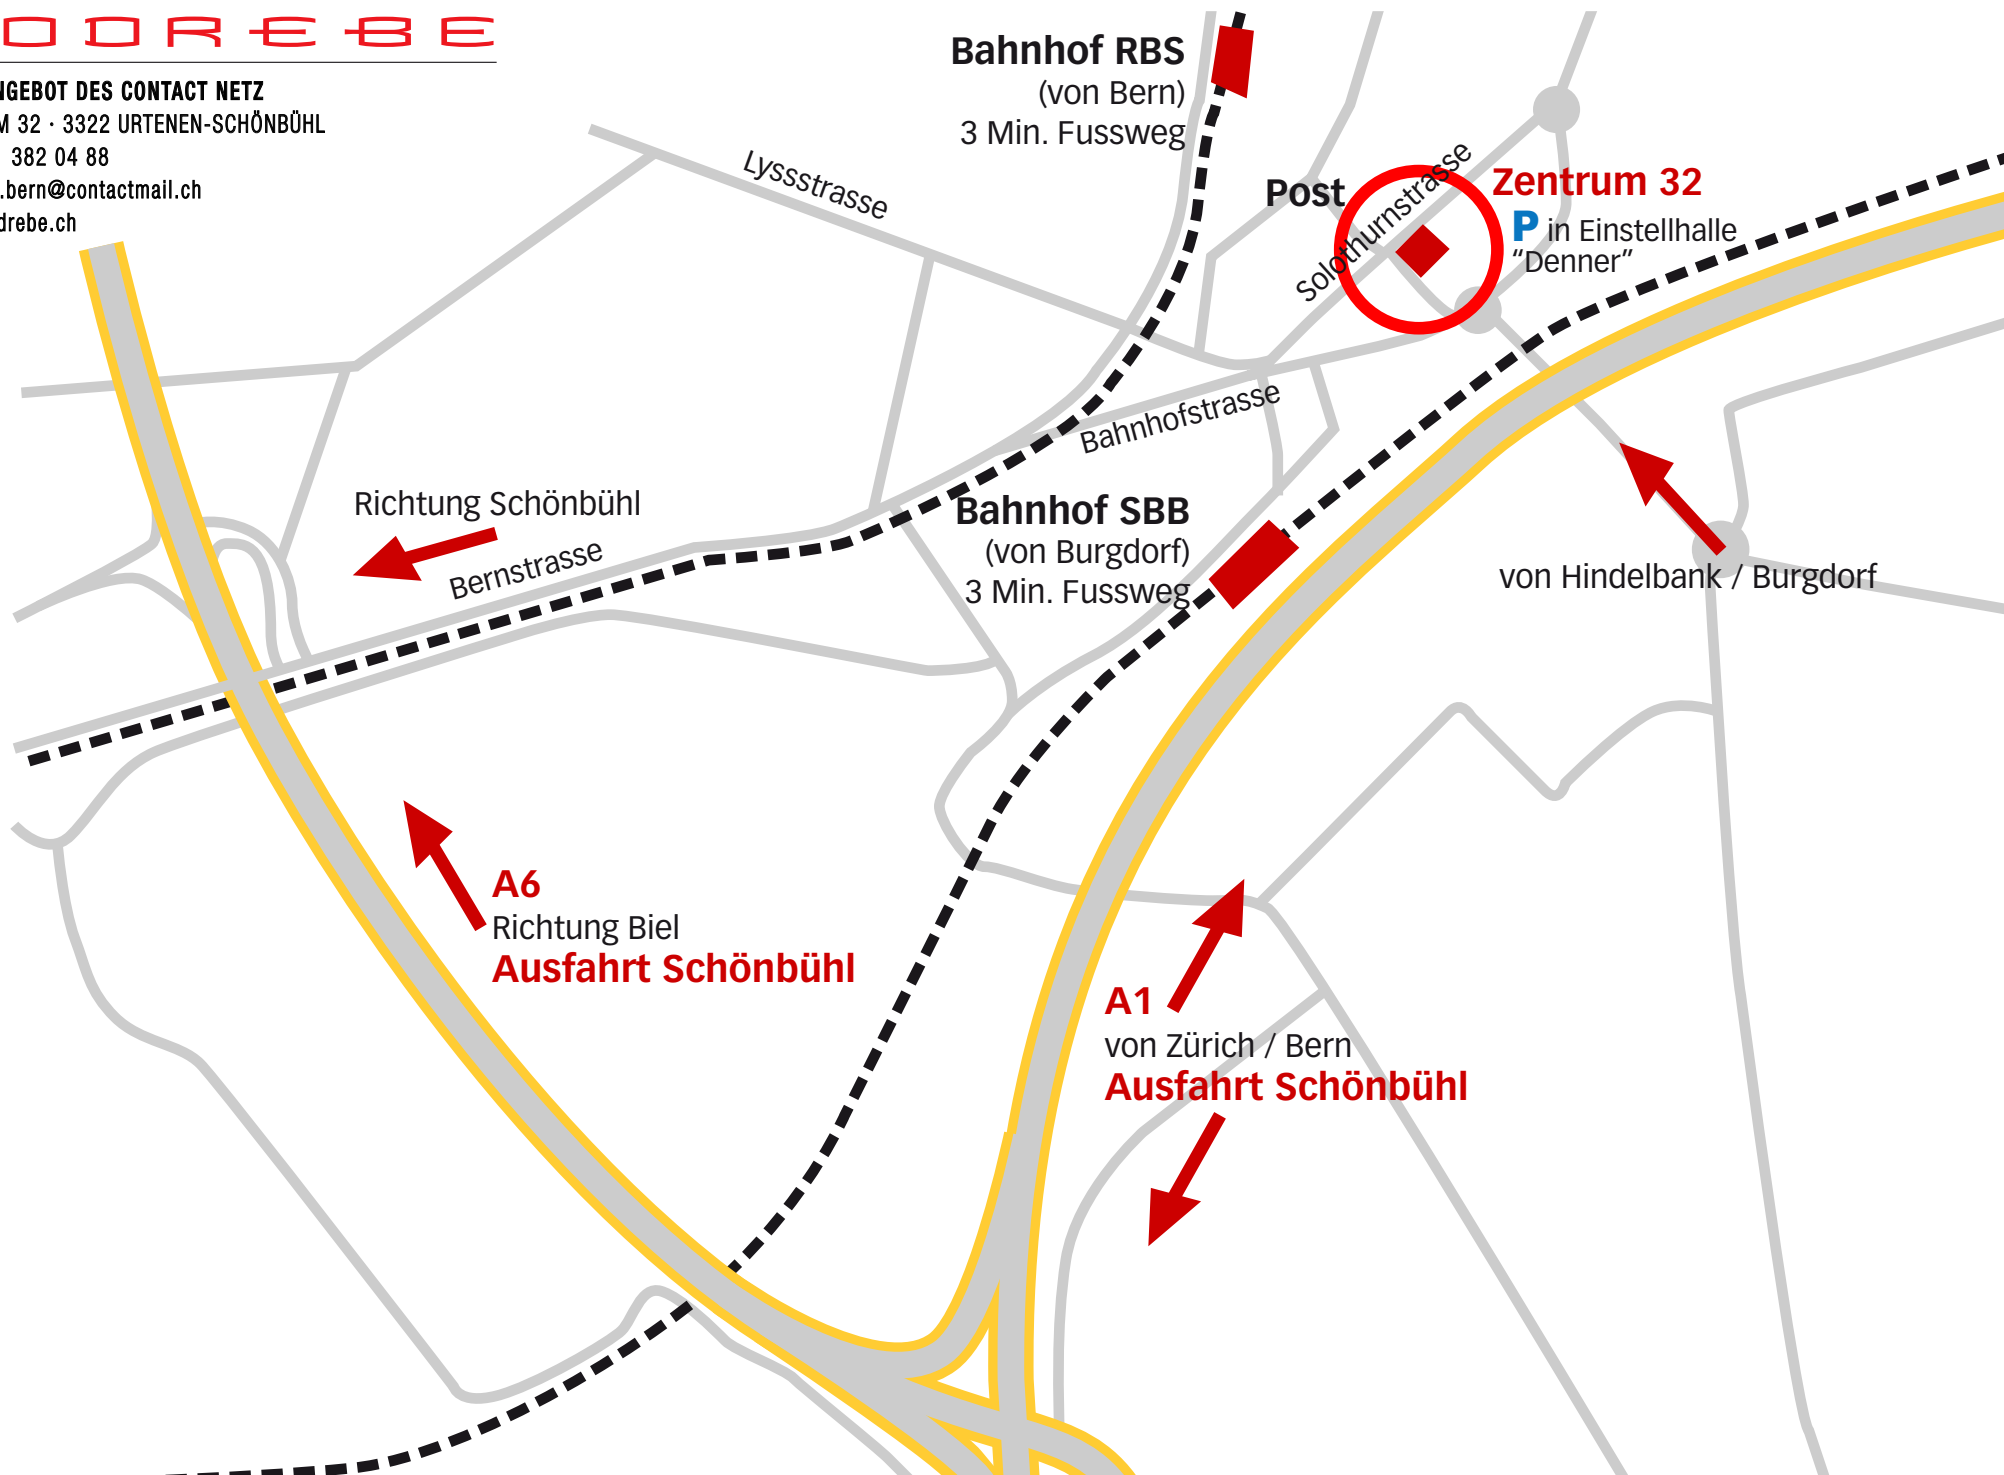 ODREBE
NGEBOT DES CONTACT NETZ
M 32 · 3322 URTENEN-SCHÖNBÜHL
382 04 88
.bern@contactmail.ch
drebe.ch
Bahnhof RBS
(von Bern)
3 Min. Fussweg
Lyssstrasse
Post
Solothurnstrasse
Zentrum 32
P in Einstellhalle
“Denner”
Bahnhofstrasse
Richtung Schönbühl
Bernstrasse
Bahnhof SBB
(von Burgdorf)
3 Min. Fussweg
von Hindelbank / Burgdorf
A6
Richtung Biel
Ausfahrt Schönbühl
A1
von Zürich / Bern
Ausfahrt Schönbühl